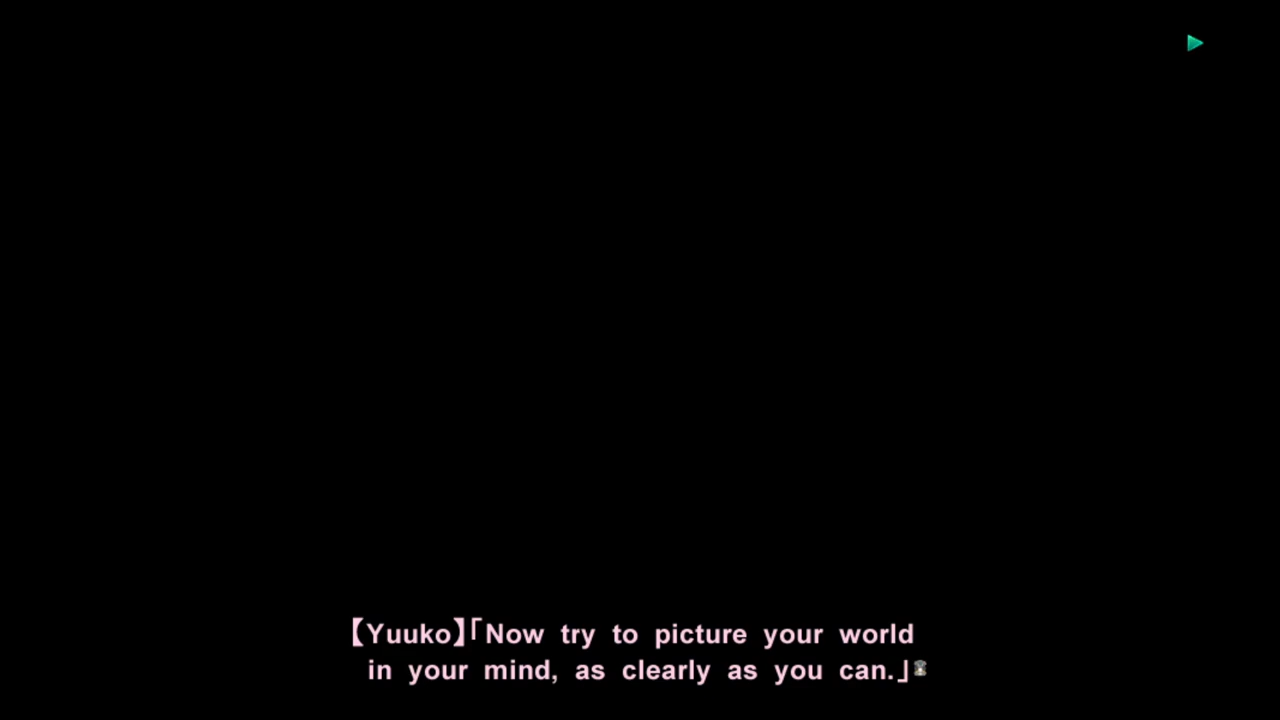 【Yuuko】「Now try to picture your world
in your mind, as clearly as you can.」